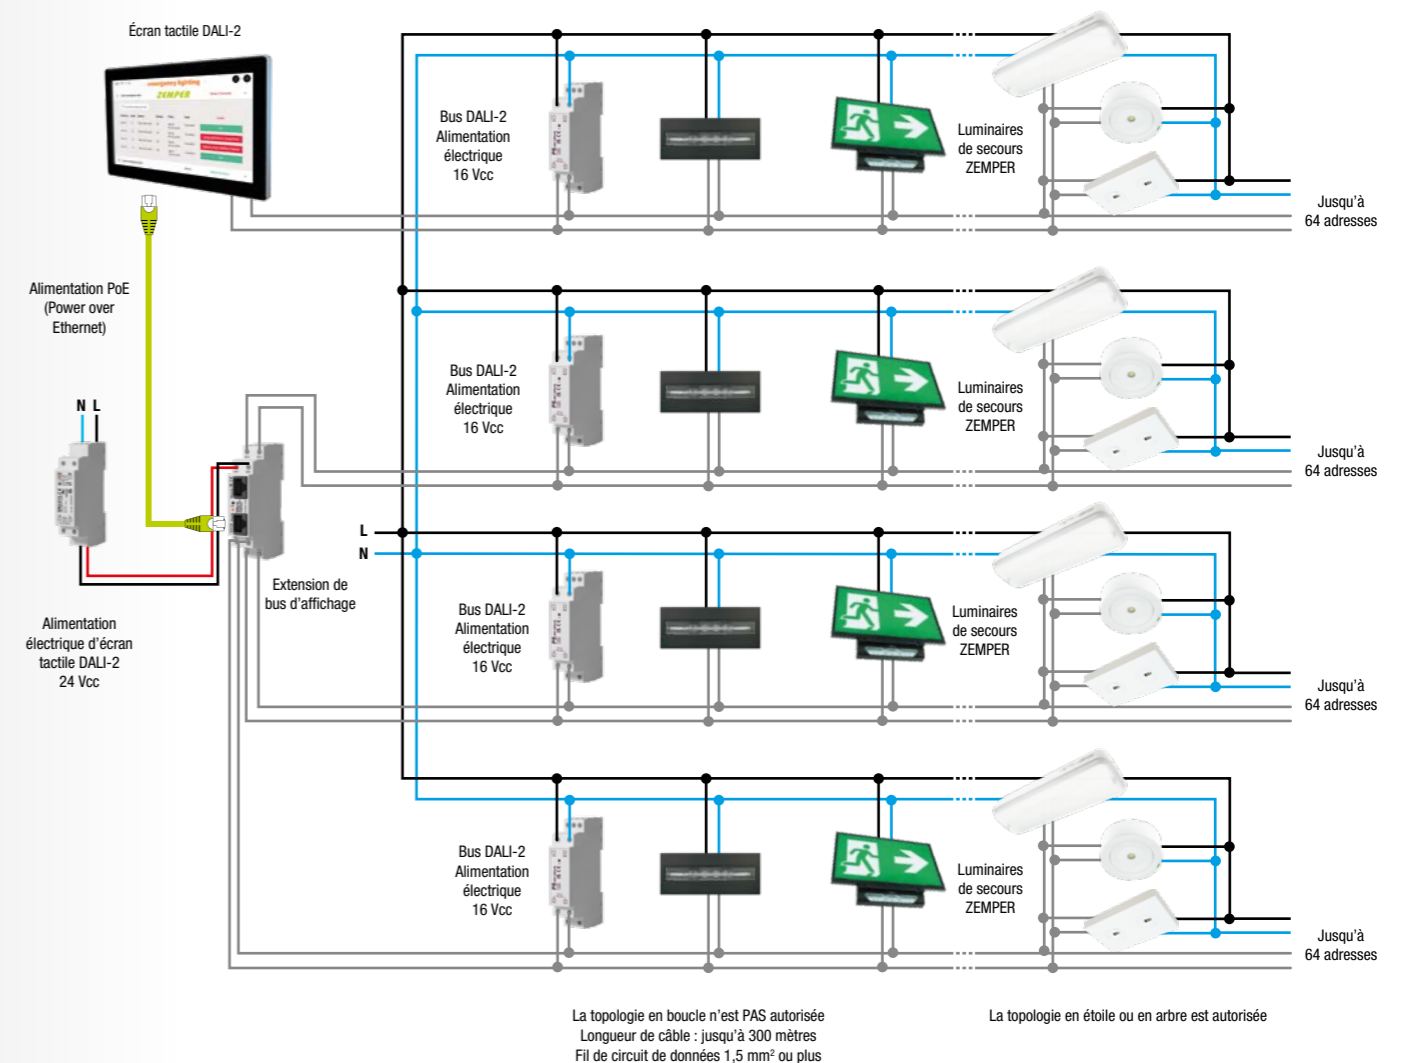 Écran tactile DALI-2
emergency lighting
ZEMPER
Bus DALI-2
Alimentation
électrique
16 Vcc
Luminaires
de secours
ZEMPER
Jusqu'à
64 adresses
Alimentation PoE
(Power over
Ethernet)
Bus DALI-2
Alimentation
électrique
16 Vcc
Luminaires
de secours
ZEMPER
Jusqu'à
64 adresses
N L
L
N
Extension de
bus d'affichage
Alimentation
électrique d'écran
tactile DALI-2
24 Vcc
Bus DALI-2
Alimentation
électrique
16 Vcc
Luminaires
de secours
ZEMPER
Jusqu'à
64 adresses
Bus DALI-2
Alimentation
électrique
16 Vcc
Luminaires
de secours
ZEMPER
Jusqu'à
64 adresses
La topologie en boucle n'est PAS autorisée
Longueur de câble : jusqu'à 300 mètres
Fil de circuit de données 1,5 mm² ou plus
La topologie en étoile ou en arbre est autorisée